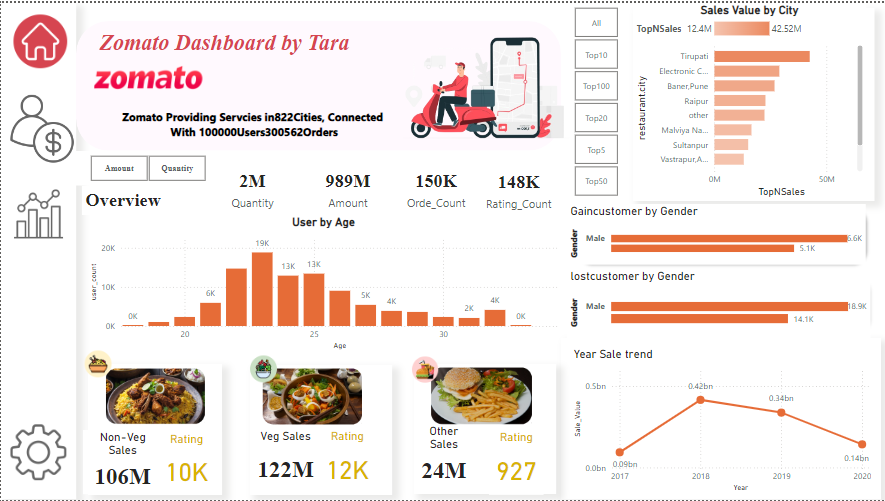 Zomato Dashboard by Tara
zomato
Zomato Providing Servcies in822Cities, Connected
With 100000Users300562Orders
Amount
Quantity
Overview
2M
Quantity
989M
Amount
150K
Orde_Count
148K
Rating_Count
User by Age
user_count
20K
10K
0K
0K
6K
19K
13K
13K
5K
4K
2K
4K
0K
20
25
30
Age
Non-Veg
Sales
Rating
106M
10K
Veg Sales
Rating
122M
12K
Other
Sales
Rating
24M
927
All
Top10
Top100
Top20
Top5
Top50
Sales Value by City
TopNSales
12.4M
42.52M
restaurant.city
Tirupati
Electronic C...
Baner,Pune
Raipur
other
Malviya Na...
Sultanpur
Vastrapur,A...
0M
50M
TopNSales
Gaincustomer by Gender
Gender
Male
6.6K
5.1K
lostcustomer by Gender
Gender
Male
18.9K
14.1K
Year Sale trend
Sale_Value
0.5bn
0.0bn
0.09bn
0.42bn
0.34bn
0.14bn
2017
2018
2019
2020
Year